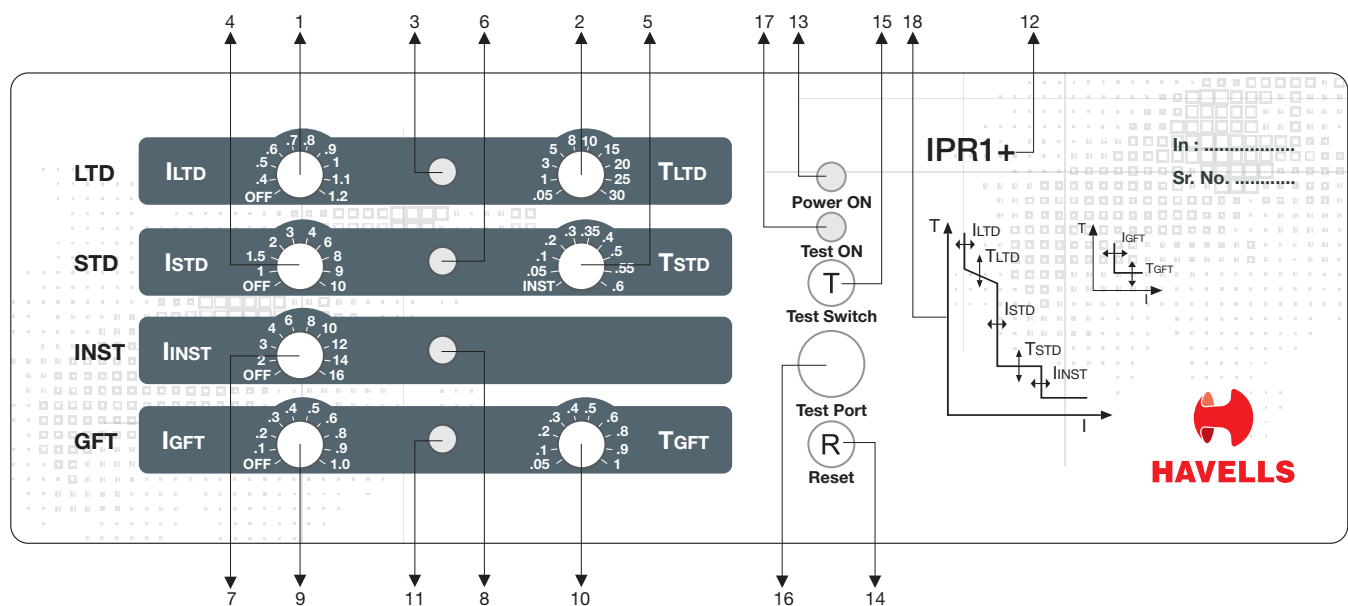 4 1 3 6 2 5 17 13 15 18 12
LTD
ILTD
OFF .4 .5 .6 .7 .8 .9 1 1.1 1.2
.05 1 3 5 8 10 15 20 25 30
TLTD
STD
ISTD
OFF 1 1.5 2 3 4 6 8 9 10
INST .05 .1 .2 .3 .35 .4 .5 .55 .6
TSTD
INST
IINST
OFF 2 3 4 6 8 10 12 14 16
GFT
IGFT
OFF .1 .2 .3 .4 .5 .6 .8 .9 1.0
.05 .1 .2 .3 .4 .5 .6 .8 .9 1
TGFT
Power ON
Test ON
T
Test Switch
Test Port
R
Reset
IPR1+
In : ..................
Sr. No. ............
T
ILTD
TLTD
ISTD
TSTD
IINST
I
T
IGFT
TGFT
I
HAVELLS
7 9 11 8 10 16 14